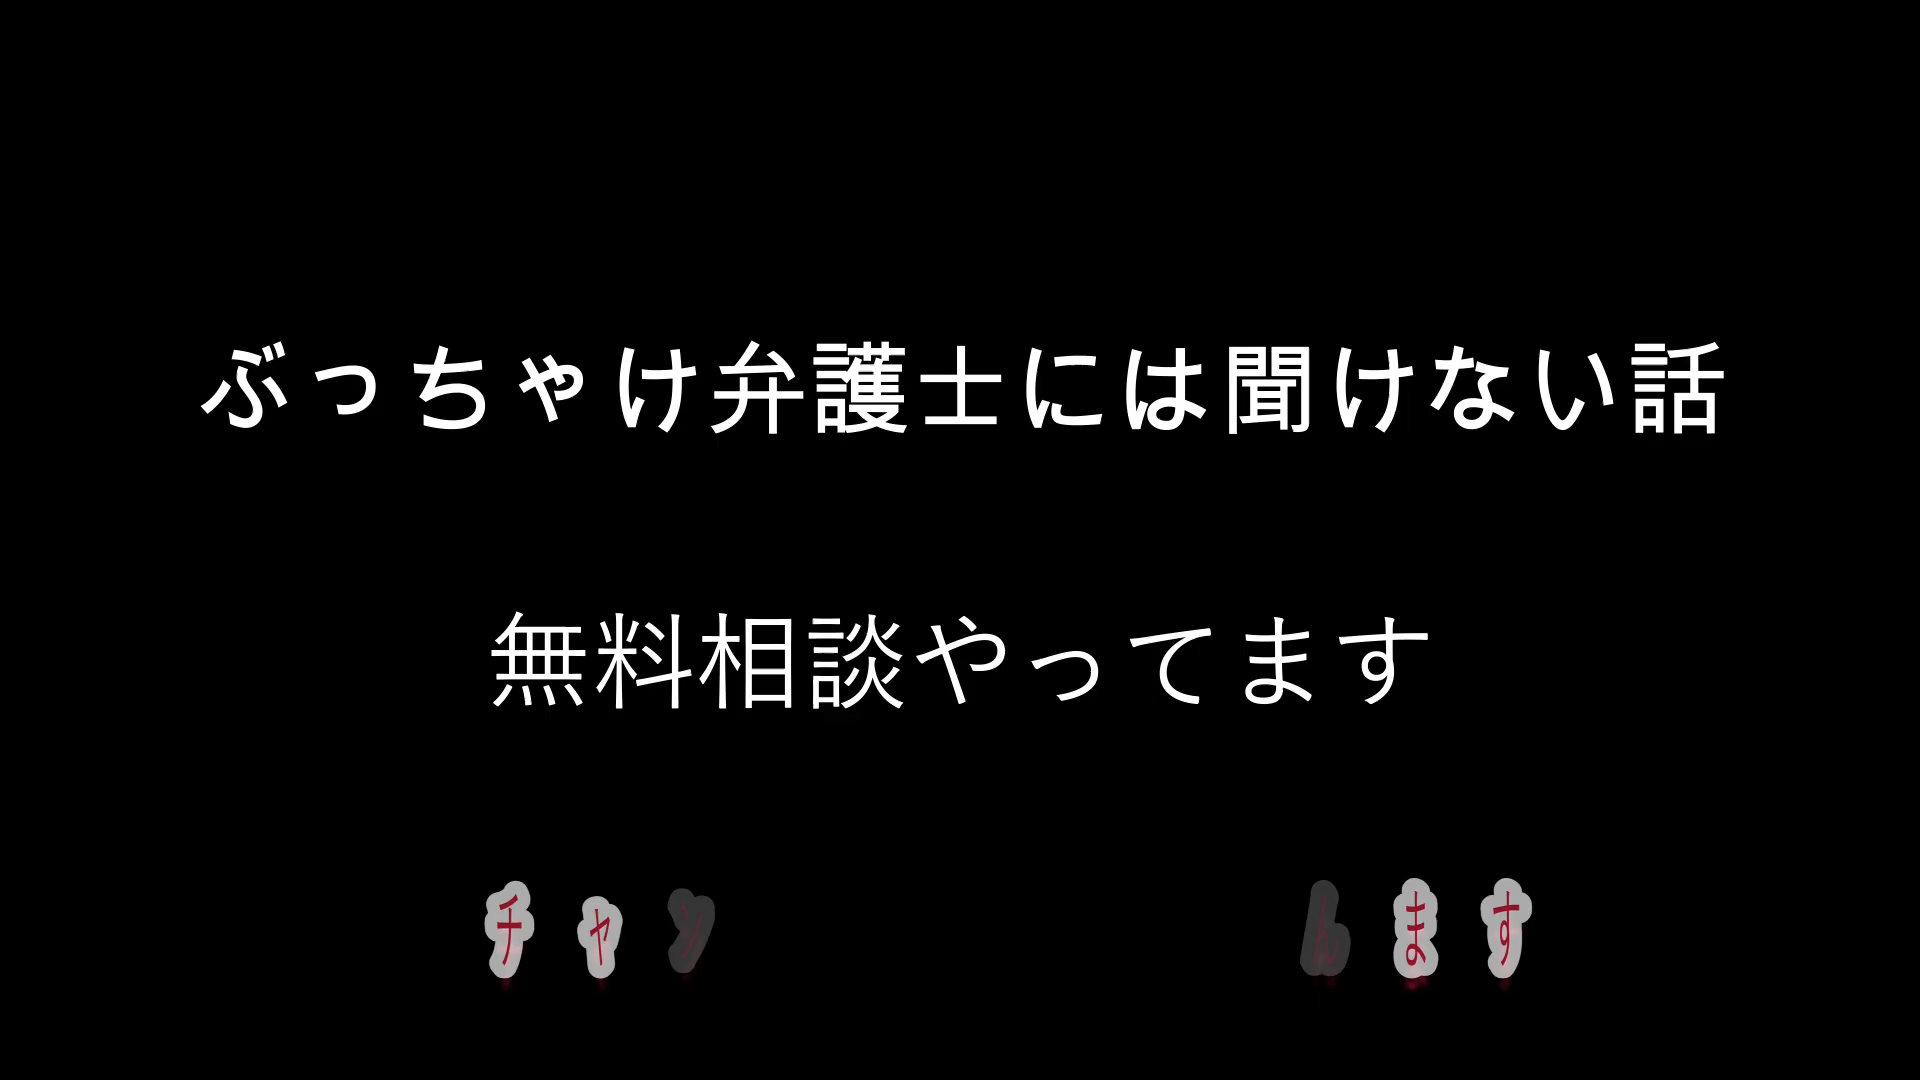 ぶっちゃけ弁護士には聞けない話
無料相談やってます
チャン んます